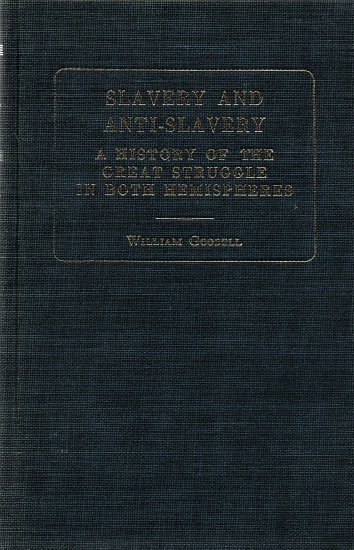 SLAVERY AND
ANTI-SLAVERY
A HISTORY OF THE
GREAT STRUGGLE
IN BOTH HEMISPHERES
WILLIAM GOODELL